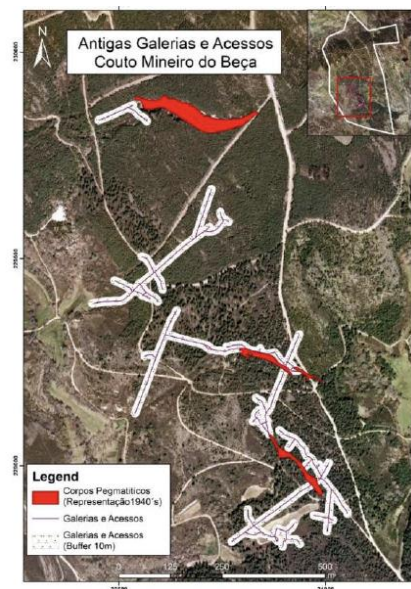 Antigas Galerias e Acessos
Couto Mineiro do Beça
N
Legend
Corpos Pegmatíticos
(Representação1940´s)
Galerias e Acessos
Galerias e Acessos
(Buffer 10m)
0
125
250
500
m